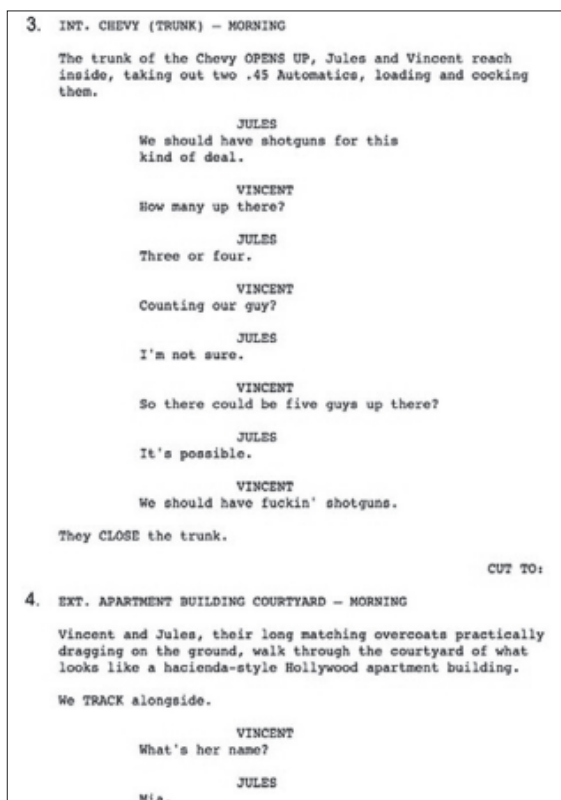 3. INT. CHEVY (TRUNK) – MORNING
The trunk of the Chevy OPENS UP, Jules and Vincent reach
inside, taking out two .45 Automatics, loading and cocking
them.
JULES
We should have shotguns for this
kind of deal.
VINCENT
How many up there?
JULES
Three or four.
VINCENT
Counting our guy?
JULES
I'm not sure.
VINCENT
So there could be five guys up there?
JULES
It's possible.
VINCENT
We should have fuckin' shotguns.
They CLOSE the trunk.
CUT TO:
4. EXT. APARTMENT BUILDING COURTYARD – MORNING
Vincent and Jules, their long matching overcoats practically
dragging on the ground, walk through the courtyard of what
looks like a hacienda-style Hollywood apartment building.
We TRACK alongside.
VINCENT
What's her name?
JULES
Mia.